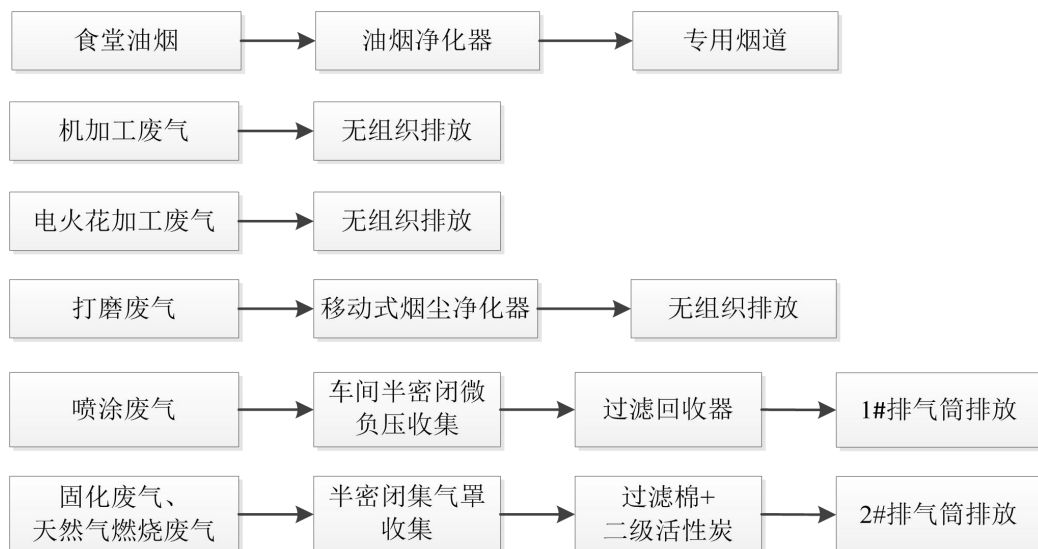 食堂油烟
油烟净化器
专用烟道
机加工废气
无组织排放
电火花加工废气
无组织排放
打磨废气
移动式烟尘净化器
无组织排放
喷涂废气
车间半密闭微
负压收集
过滤回收器
1#排气筒排放
固化废气、
天然气燃烧废气
半密闭集气罩
收集
过滤棉+
二级活性炭
2#排气筒排放